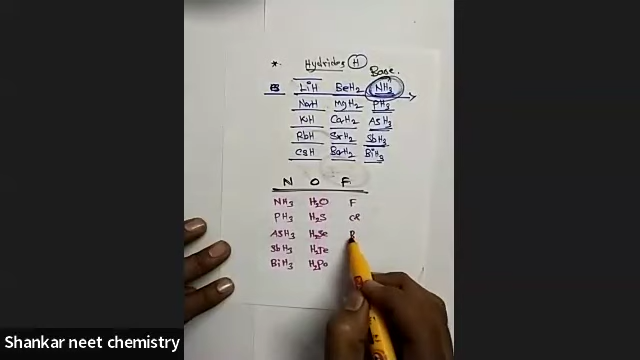 *. Hydrides (H)
Base.
LiH BeH₂ NH₃
NaH MgH₂ PH₃
KH CaH₂ AsH₃
RbH SrH₂ SbH₃
CsH BaH₂ BiH₃
N O F
NH₃ H₂O F
PH₃ H₂S
AsH₃ H₂Se B
SbH₃ H₂Te
BiH₃ H₂Po
Shankar neet chemistry